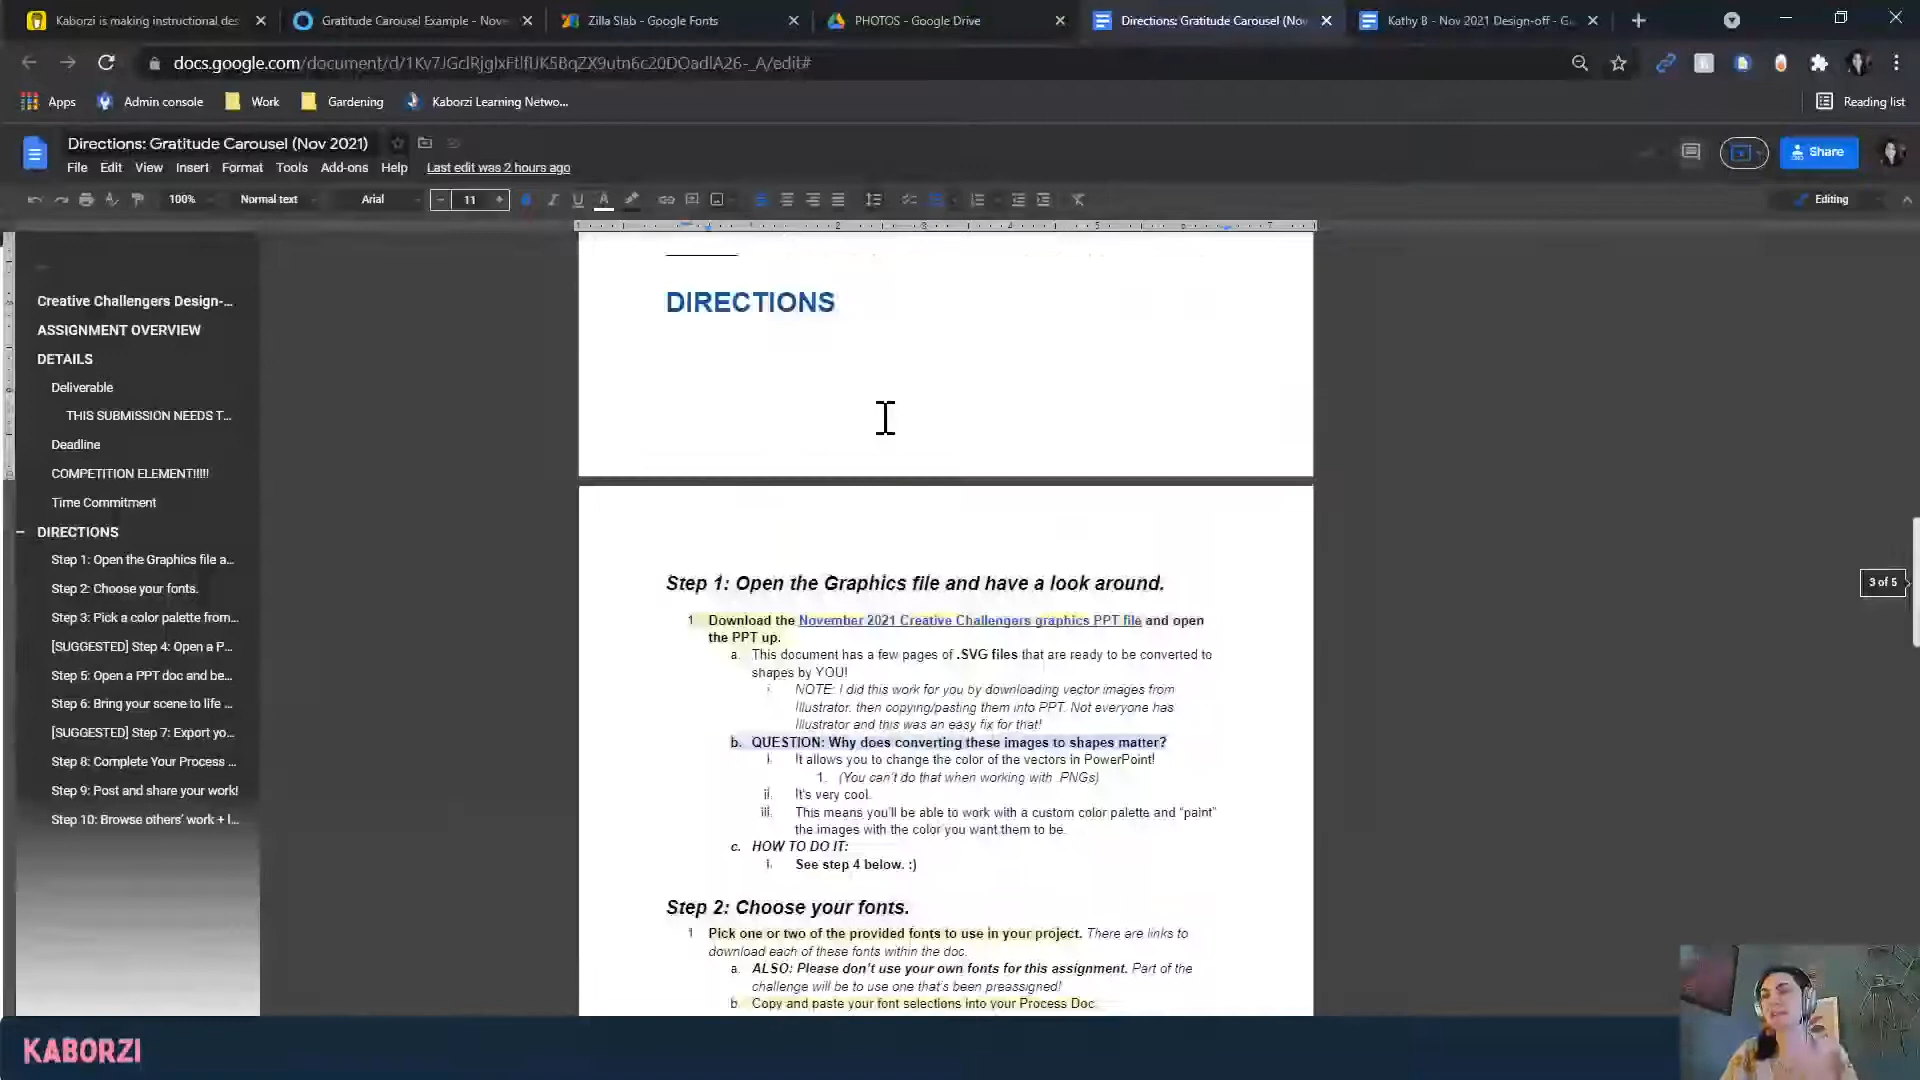 Kaborzi is making instructional des
Gratitude Carousel Example - Nov
Zilla Slab - Google Fonts
PHOTOS - Google Drive
Directions: Gratitude Carousel (Nov
Kathy B - Nov 2021 Design-off - G
docs.google.com/document/d/1Kv7JGclRjglxFtlfUK5BqZX9utn6c20DOadlA26-_A/edit#
Apps
Admin console
Work
Gardening
Kaborzi Learning Netwo...
Reading list
Directions: Gratitude Carousel (Nov 2021)
File Edit View Insert Format Tools Add-ons Help Last edit was 2 hours ago
Share
100% Normal text Arial 11
Editing
Creative Challengers Design-...
ASSIGNMENT OVERVIEW
DETAILS
Deliverable
THIS SUBMISSION NEEDS T...
Deadline
COMPETITION ELEMENT!!!!!
Time Commitment
DIRECTIONS
Step 1: Open the Graphics file a...
Step 2: Choose your fonts.
Step 3: Pick a color palette from...
[SUGGESTED] Step 4: Open a P...
Step 5: Open a PPT doc and be...
Step 6: Bring your scene to life ...
[SUGGESTED] Step 7: Export yo...
Step 8: Complete Your Process ...
Step 9: Post and share your work!
Step 10: Browse others' work + l...
DIRECTIONS
3 of 5
Step 1: Open the Graphics file and have a look around.
1 Download the November 2021 Creative Challengers graphics PPT file and open
the PPT up.
a. This document has a few pages of .SVG files that are ready to be converted to
shapes by YOU!
i. NOTE: I did this work for you by downloading vector images from
Illustrator, then copying/pasting them into PPT. Not everyone has
Illustrator and this was an easy fix for that!
b. QUESTION: Why does converting these images to shapes matter?
i. It allows you to change the color of the vectors in PowerPoint!
1. (You can't do that when working with .PNGs)
ii. It's very cool.
iii. This means you'll be able to work with a custom color palette and "paint"
the images with the color you want them to be.
c. HOW TO DO IT:
i. See step 4 below. :)
Step 2: Choose your fonts.
1 Pick one or two of the provided fonts to use in your project. There are links to
download each of these fonts within the doc.
a. ALSO: Please don't use your own fonts for this assignment. Part of the
challenge will be to use one that's been preassigned!
b. Copy and paste your font selections into your Process Doc.
KABORZI